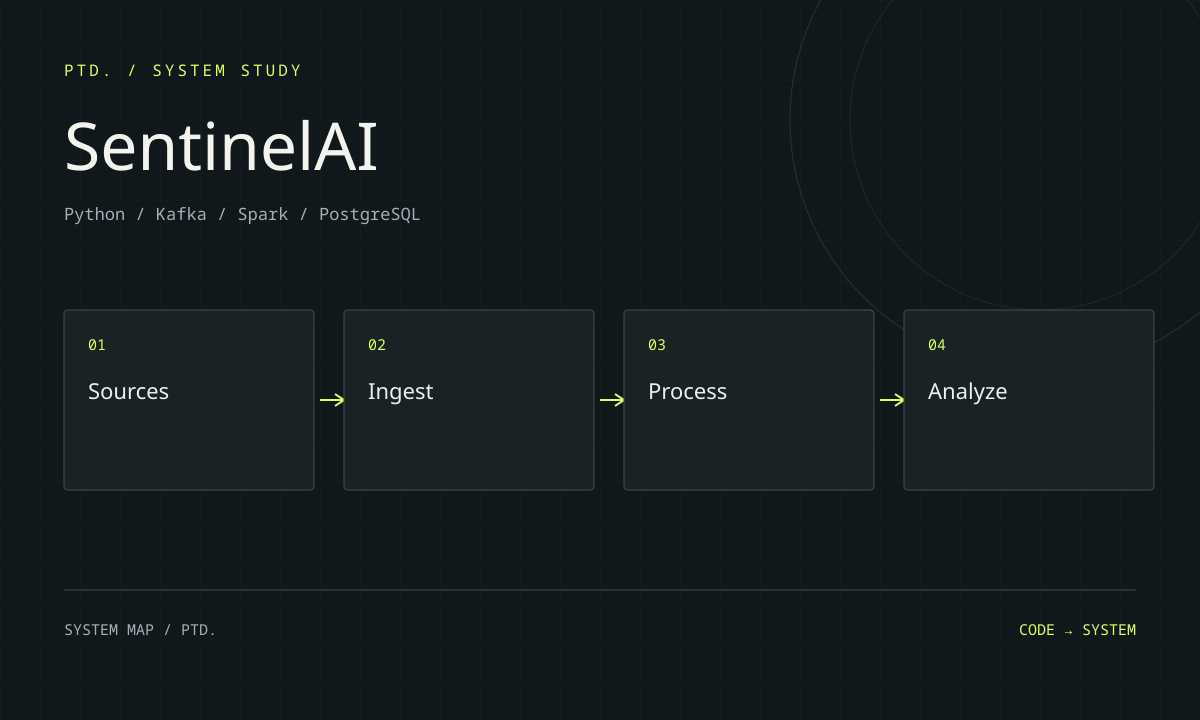 PTD. / SYSTEM STUDY
SentinelAI
Python / Kafka / Spark / PostgreSQL
01
Sources
02
Ingest
03
Process
04
Analyze
SYSTEM MAP / PTD.
CODE → SYSTEM